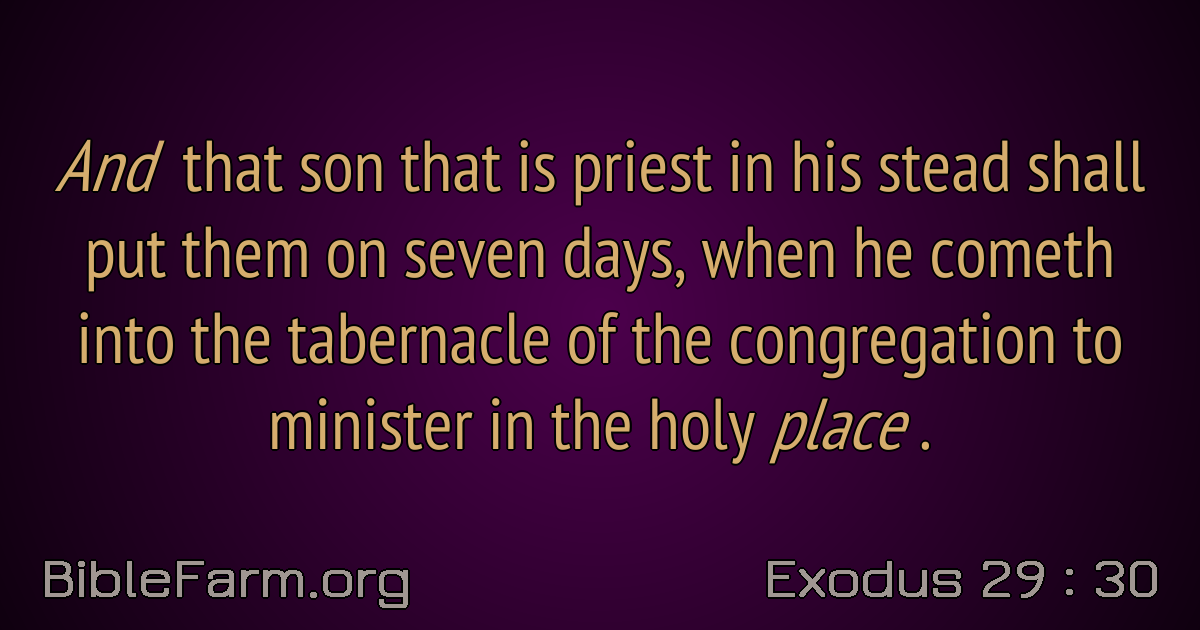 And that son that is priest in his stead shall
put them on seven days, when he cometh
into the tabernacle of the congregation to
minister in the holy place .
BibleFarm.org
Exodus 29 : 30